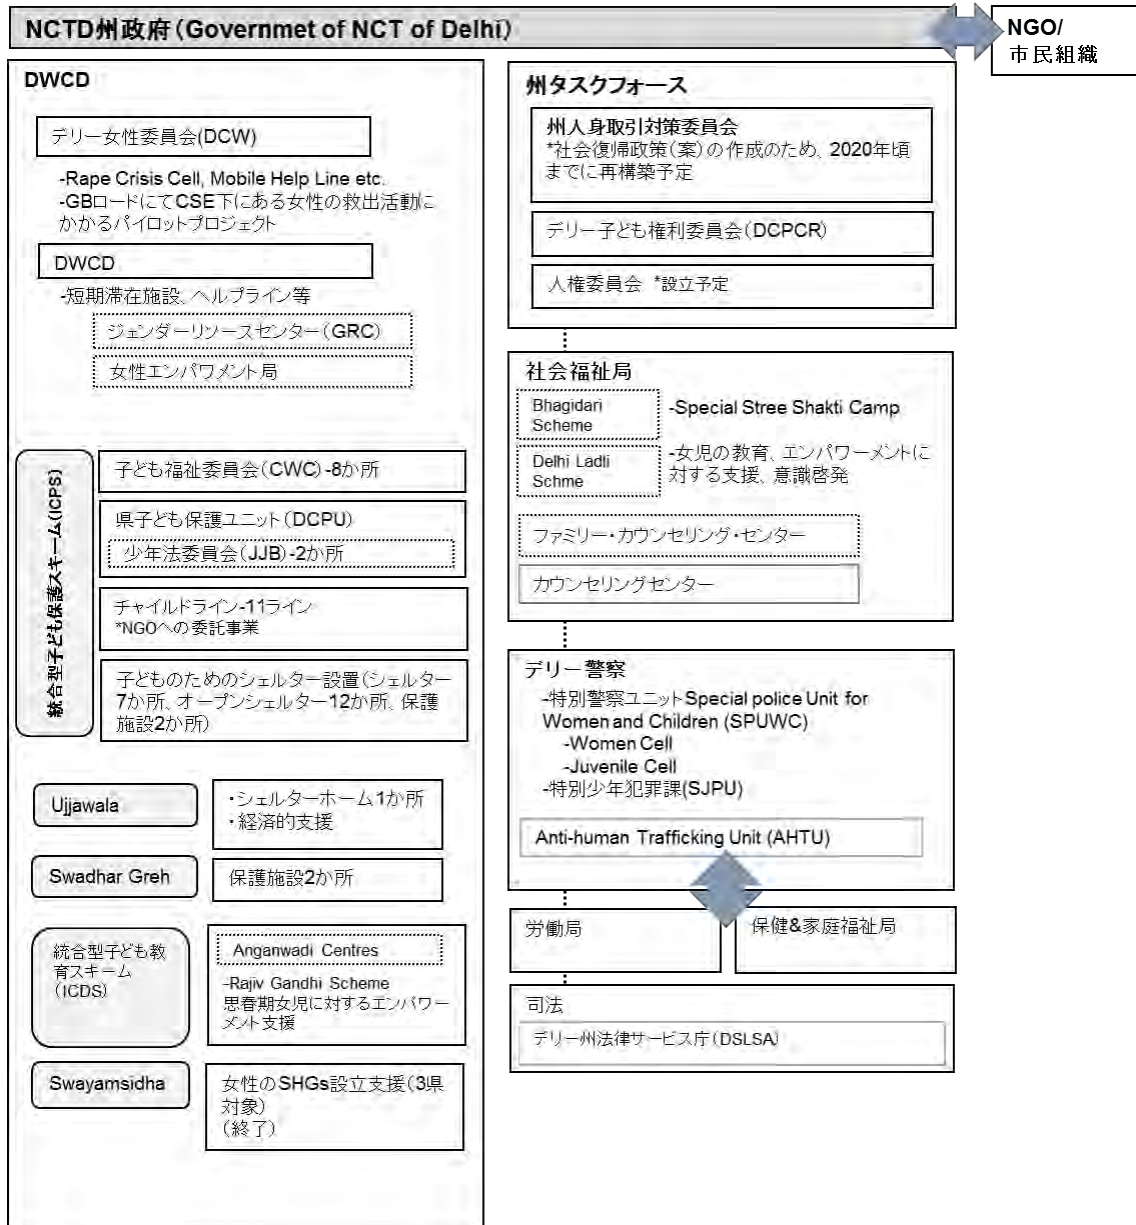 NCTD州政府(Governmet of NCT of Delhi)
NGO/
市民組織
DWCD
デリー女性委員会(DCW)
-Rape Crisis Cell, Mobile Help Line etc.
-GBロードにてCSE下にある女性の救出活動に
かかるパイロットプロジェクト
DWCD
-短期滞在施設、ヘルプライン等
ジェンダーリソースセンター(GRC)
女性エンパワメント局
統合型子ども保護スキーム(ICPS)
子ども福祉委員会(CWC)-8か所
県子ども保護ユニット(DCPU)
少年法委員会(JJB)-2か所
チャイルドライン-11ライン
*NGOへの委託事業
子どものためのシェルター設置(シェルター
7か所、オープンシェルター12か所、保護
施設2か所)
Ujjawala
・シェルターホーム1か所
・経済的支援
Swadhar Greh
保護施設2か所
統合型子ども教
育スキーム
(ICDS)
Anganwadi Centres
-Rajiv Gandhi Scheme
思春期女児に対するエンパワー
メント支援
Swayamsidha
女性のSHGs設立支援(3県
対象)
(終了)
州タスクフォース
州人身取引対策委員会
*社会復帰政策(案)の作成のため、2020年頃
までに再構築予定
デリー子ども権利委員会(DCPCR)
人権委員会 *設立予定
社会福祉局
Bhagidari
Scheme
-Special Stree Shakti Camp
Delhi Ladti
Schme
-女児の教育、エンパワーメントに
対する支援、意識啓発
ファミリー・カウンセリング・センター
カウンセリングセンター
デリー警察
-特別警察ユニットSpecial police Unit for
Women and Children (SPUWC)
-Women Cell
-Juvenile Cell
-特別少年犯罪課(SJPU)
Anti-human Trafficking Unit (AHTU)
労働局
保健&家庭福祉局
司法
デリー州法律サービス庁(DSLSA)